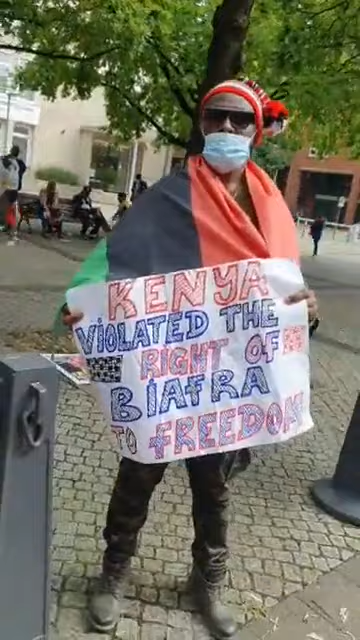 KENYA
VIOLATED THE
RIGHT OF
BIAFRA
TO FREEDOM